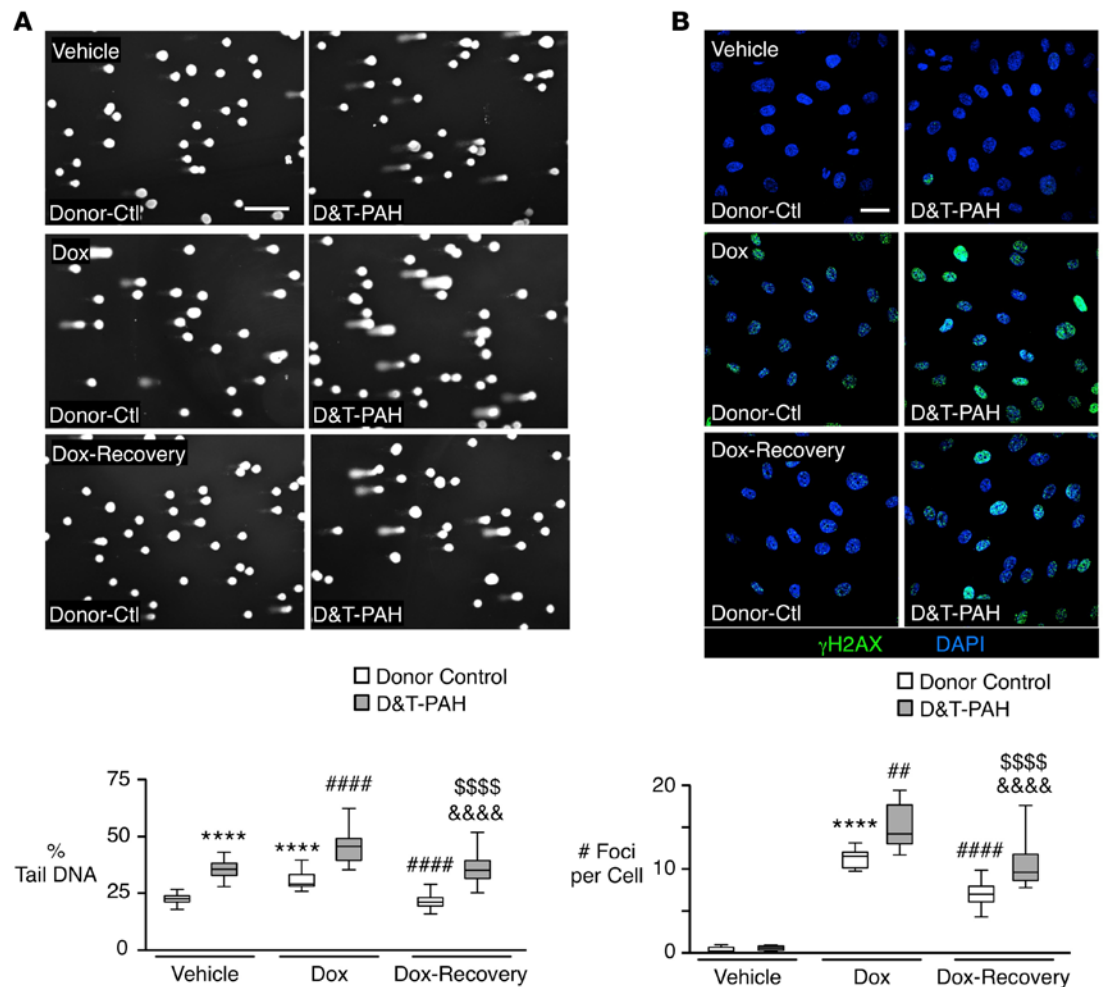 A
Vehicle
Donor-Ctl
D&T-PAH
Dox
Donor-Ctl
D&T-PAH
Dox-Recovery
Donor-Ctl
D&T-PAH
Donor Control
D&T-PAH
75
50
25
0
%
Tail DNA
****
****
####
####
$$$$
&&&&
Vehicle
Dox
Dox-Recovery
B
Vehicle
Donor-Ctl
D&T-PAH
Dox
Donor-Ctl
D&T-PAH
Dox-Recovery
Donor-Ctl
D&T-PAH
γH2AX DAPI
Donor Control
D&T-PAH
20
10
0
# Foci
per Cell
****
##
####
$$$$
&&&&
Vehicle
Dox
Dox-Recovery